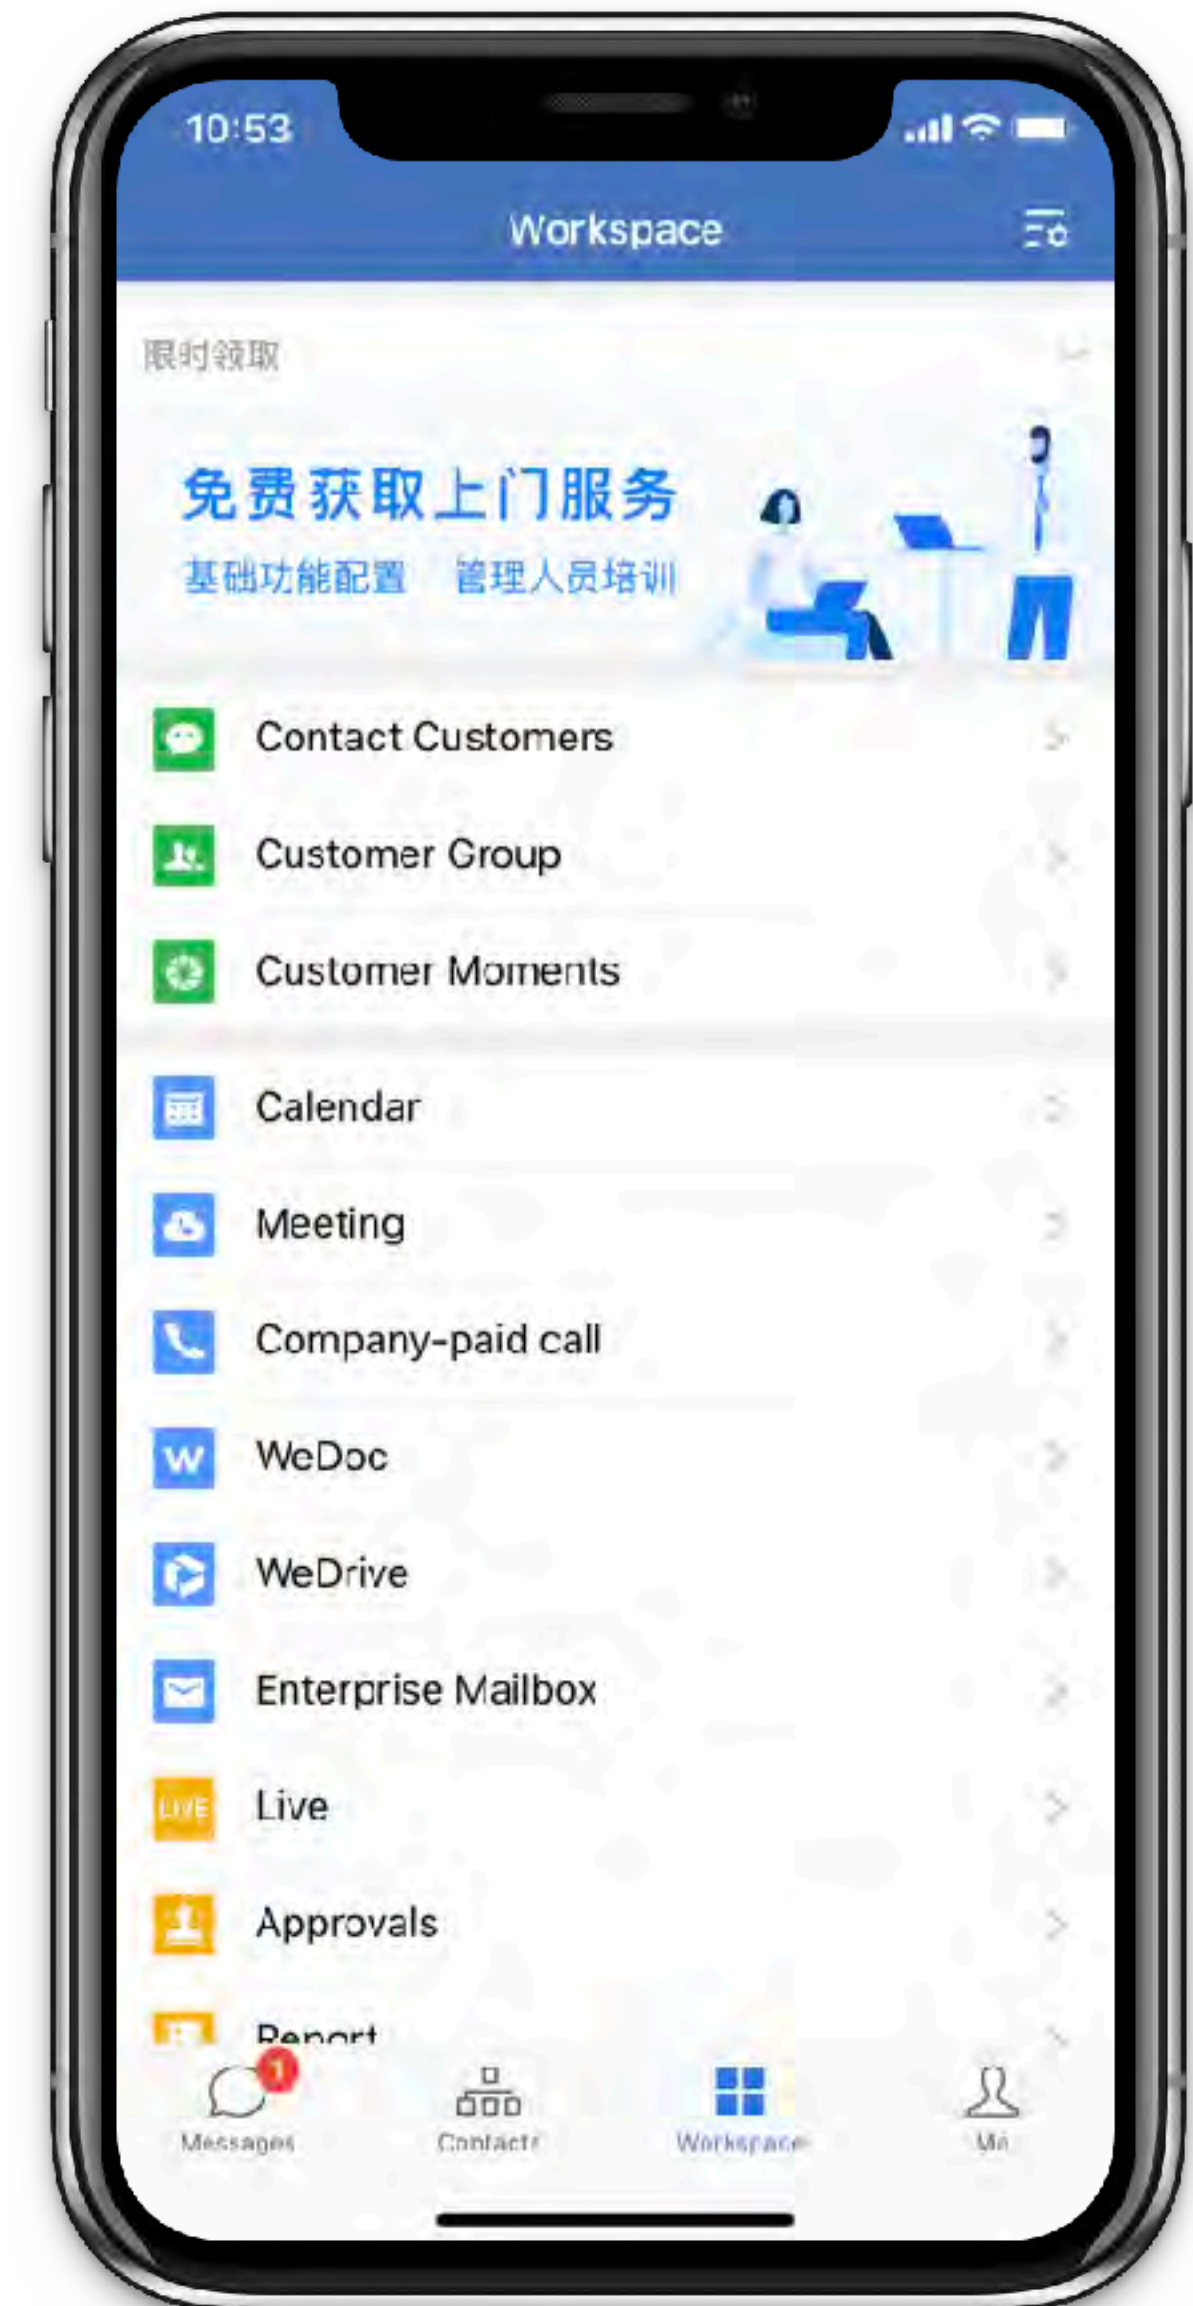 10:53
Workspace
限时领取
免费获取上门服务
基础功能配置 管理人员培训
Contact Customers
Customer Group
Customer Moments
Calendar
Meeting
Company-paid call
W WeDoc
WeDrive
Enterprise Mailbox
LIVE Live
Approvals
Report
1
Messages Contacts Workspace Me